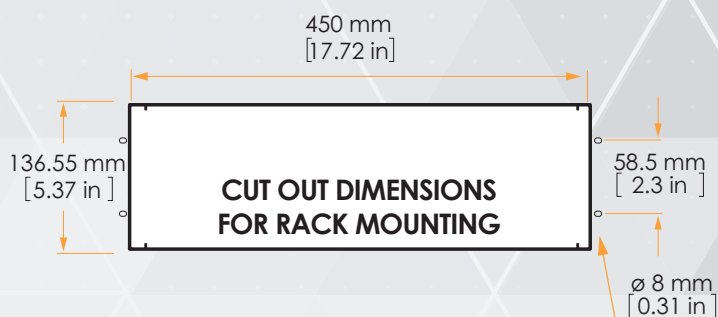 450 mm
[17.72 in]
136.55 mm
[5.37 in ]
58.5 mm
[ 2.3 in ]
CUT OUT DIMENSIONS
FOR RACK MOUNTING
ø 8 mm
[0.31 in ]